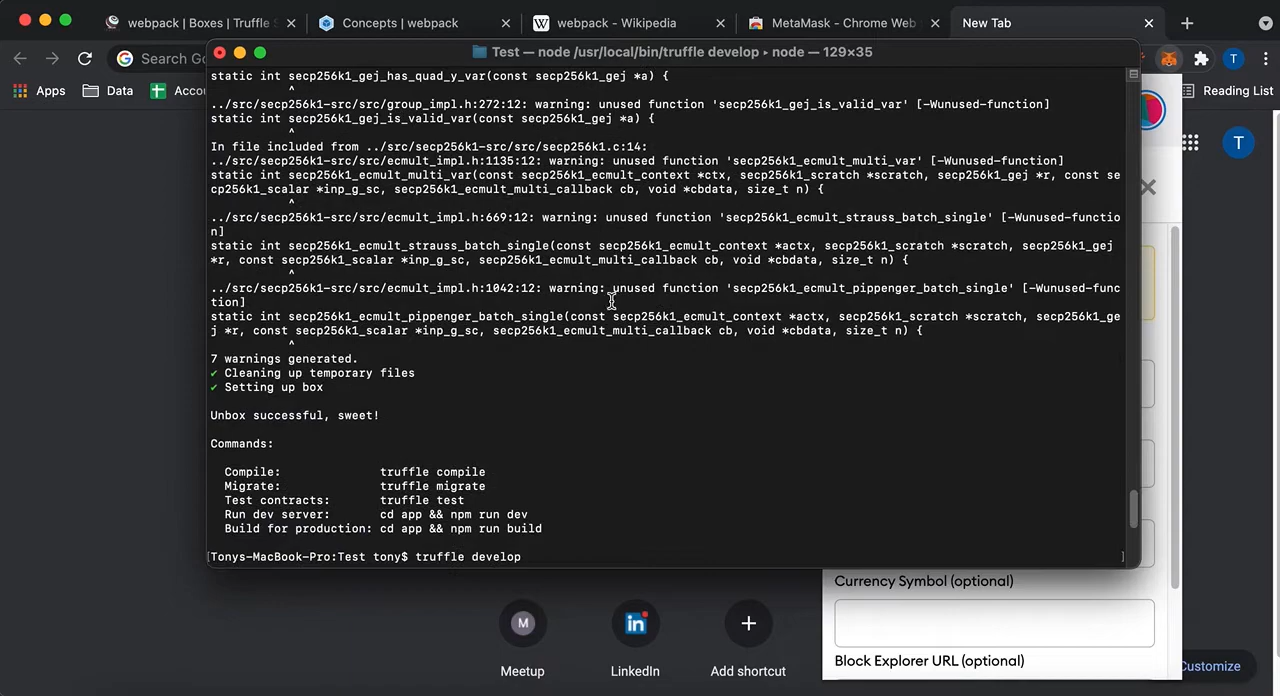 webpack | Boxes | Truffle S
Concepts | webpack
webpack - Wikipedia
MetaMask - Chrome Web
New Tab
Search Go
T
Apps
Data
Accou
Reading List
Test — node /usr/local/bin/truffle develop ▸ node — 129×35
static int secp256k1_gej_has_quad_y_var(const secp256k1_gej *a) {
^
../src/secp256k1-src/src/group_impl.h:272:12: warning: unused function 'secp256k1_gej_is_valid_var' [-Wunused-function]
static int secp256k1_gej_is_valid_var(const secp256k1_gej *a) {
^
In file included from ../src/secp256k1-src/src/secp256k1.c:14:
../src/secp256k1-src/src/ecmult_impl.h:1135:12: warning: unused function 'secp256k1_ecmult_multi_var' [-Wunused-function]
static int secp256k1_ecmult_multi_var(const secp256k1_ecmult_context *ctx, secp256k1_scratch *scratch, secp256k1_gej *r, const se
cp256k1_scalar *inp_g_sc, secp256k1_ecmult_multi_callback cb, void *cbdata, size_t n) {
^
../src/secp256k1-src/src/ecmult_impl.h:669:12: warning: unused function 'secp256k1_ecmult_strauss_batch_single' [-Wunused-functio
n]
static int secp256k1_ecmult_strauss_batch_single(const secp256k1_ecmult_context *actx, secp256k1_scratch *scratch, secp256k1_gej
*r, const secp256k1_scalar *inp_g_sc, secp256k1_ecmult_multi_callback cb, void *cbdata, size_t n) {
^
../src/secp256k1-src/src/ecmult_impl.h:1042:12: warning: unused function 'secp256k1_ecmult_pippenger_batch_single' [-Wunused-func
tion]
static int secp256k1_ecmult_pippenger_batch_single(const secp256k1_ecmult_context *actx, secp256k1_scratch *scratch, secp256k1_ge
j *r, const secp256k1_scalar *inp_g_sc, secp256k1_ecmult_multi_callback cb, void *cbdata, size_t n) {
^
7 warnings generated.
✔ Cleaning up temporary files
✔ Setting up box
Unbox successful, sweet!
Commands:
Compile: truffle compile
Migrate: truffle migrate
Test contracts: truffle test
Run dev server: cd app && npm run dev
Build for production: cd app && npm run build
[Tonys-MacBook-Pro:Test tony$ truffle develop ]
T
Currency Symbol (optional)
Block Explorer URL (optional)
M
Meetup
LinkedIn
Add shortcut
Customize